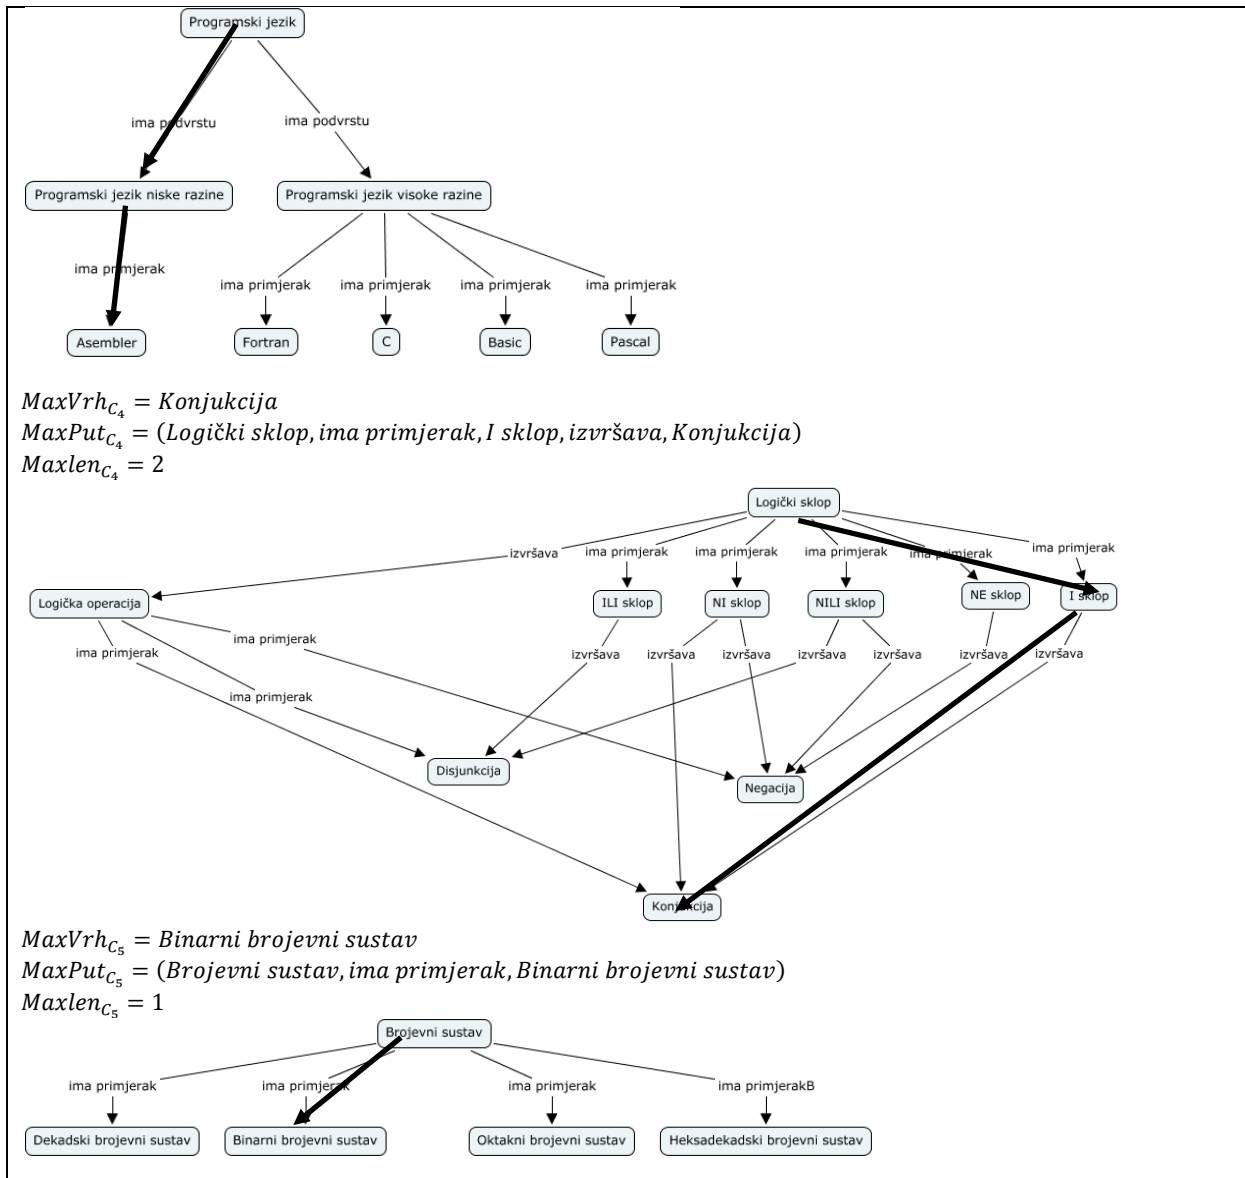 Programski jezik
ima podvrstu ima podvrstu
Programski jezik niske razine Programski jezik visoke razine
ima primjerak ima primjerak ima primjerak ima primjerak ima primjerak
Asembler Fortran C Basic Pascal
MaxVrh_{C_4} = Konjukcija
MaxPut_{C_4} = (Logički sklop, ima primjerak, I sklop, izvršava, Konjukcija)
Maxlen_{C_4} = 2
Logički sklop
izvršava ima primjerak ima primjerak ima primjerak ima primjerak ima primjerak
Logička operacija ILI sklop NI sklop NILI sklop NE sklop I sklop
ima primjerak ima primjerak izvršava izvršava izvršava izvršava izvršava izvršava izvršava
ima primjerak
Disjunkcija Negacija
Konjukcija
MaxVrh_{C_5} = Binarni brojevni sustav
MaxPut_{C_5} = (Brojevni sustav, ima primjerak, Binarni brojevni sustav)
Maxlen_{C_5} = 1
Brojevni sustav
ima primjerak ima primjerak ima primjerak ima primjerakB
Dekadski brojevni sustav Binarni brojevni sustav Oktakni brojevni sustav Heksadekadski brojevni sustav